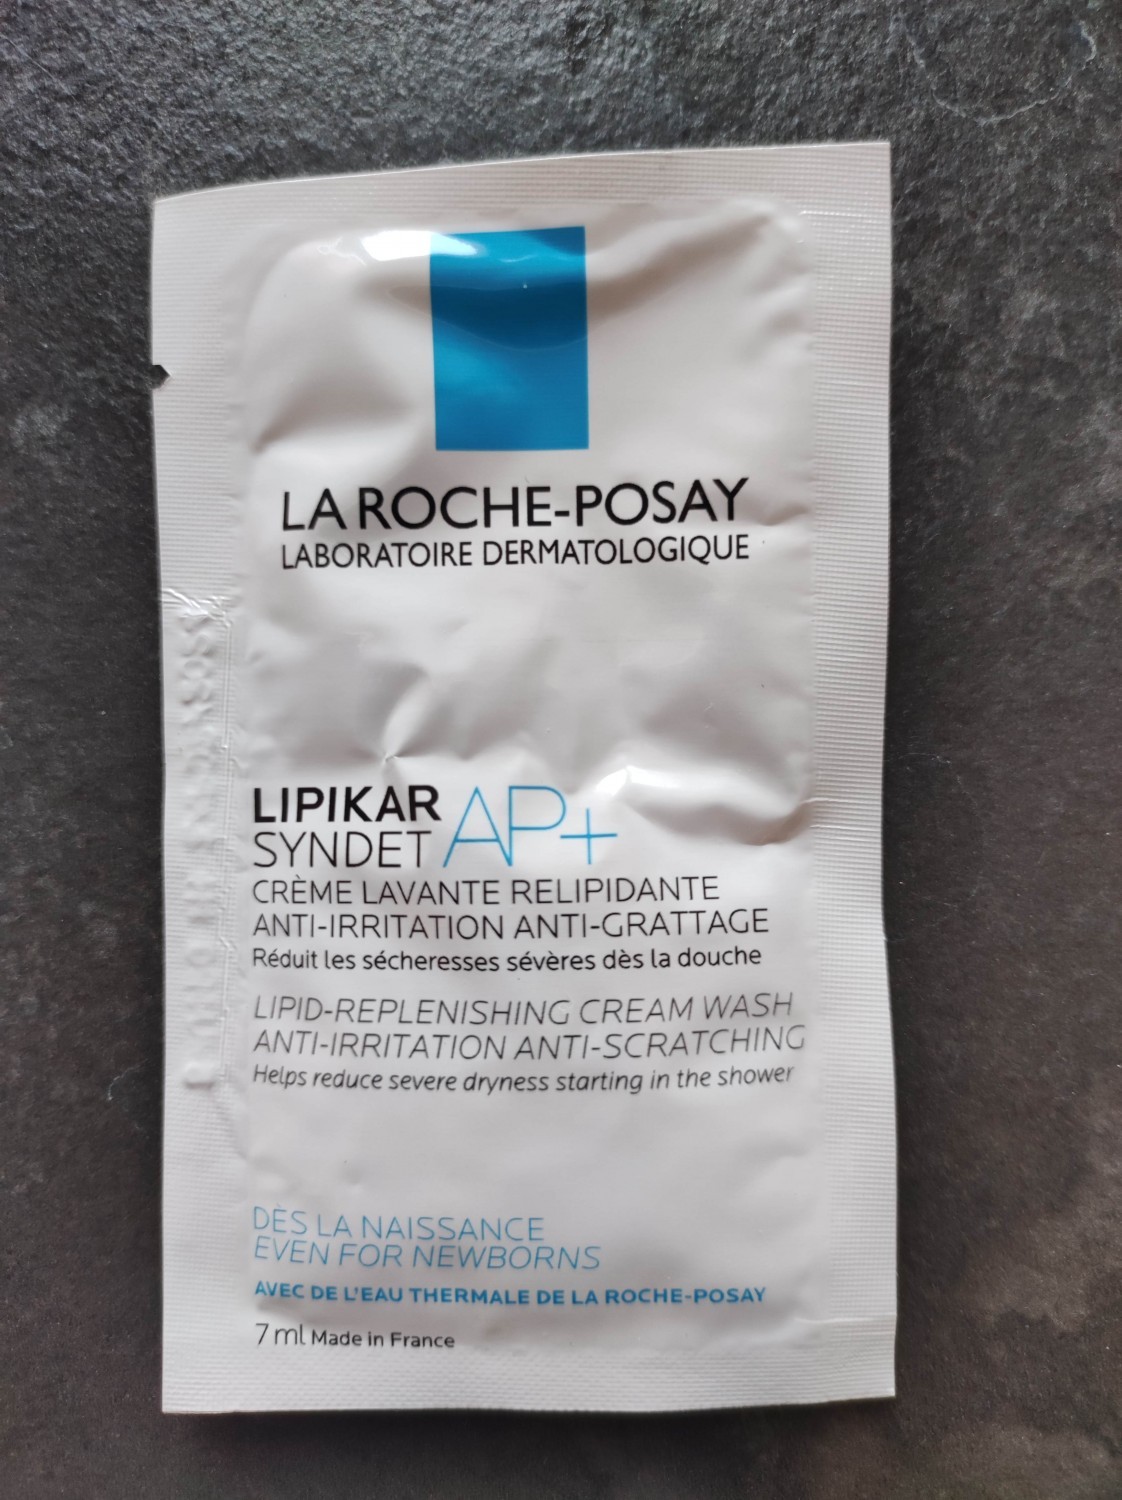 LA ROCHE-POSAY
LABORATOIRE DERMATOLOGIQUE
LIPIKAR
SYNDET AP+
CRÈME LAVANTE RELIPIDANTE
ANTI-IRRITATION ANTI-GRATTAGE
Réduit les sécheresses sévères dès la douche
LIPID-REPLENISHING CREAM WASH
ANTI-IRRITATION ANTI-SCRATCHING
Helps reduce severe dryness starting in the shower
DÈS LA NAISSANCE
EVEN FOR NEWBORNS
AVEC DE L'EAU THERMALE DE LA ROCHE-POSAY
7 ml Made in France